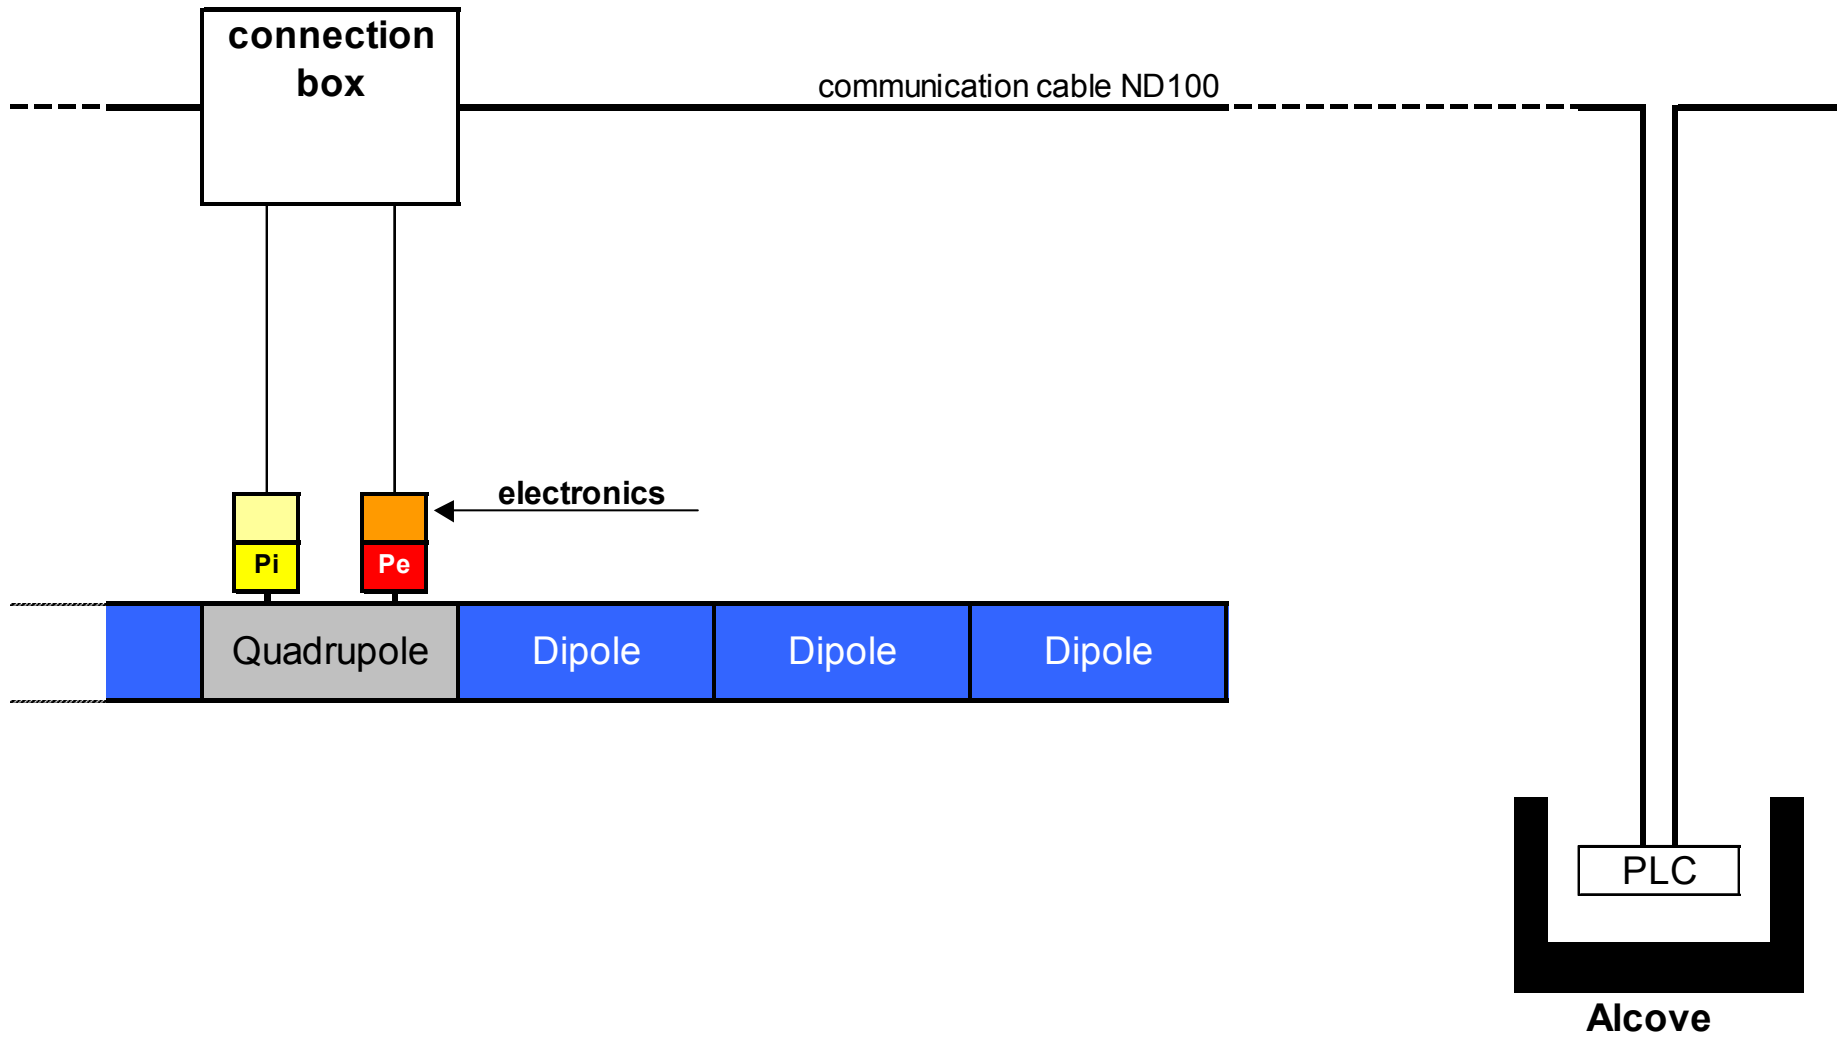 connection
box
communication cable ND100
electronics
Pi
Pe
Quadrupole
Dipole
Dipole
Dipole
PLC
Alcove